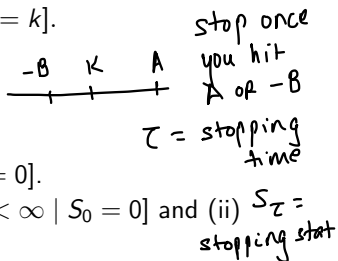 = k].
stop once
you hit
A or -B
-B K A
τ = stopping
time
= 0].
< ∞ | S₀ = 0] and (ii) S_τ =
stopping stat